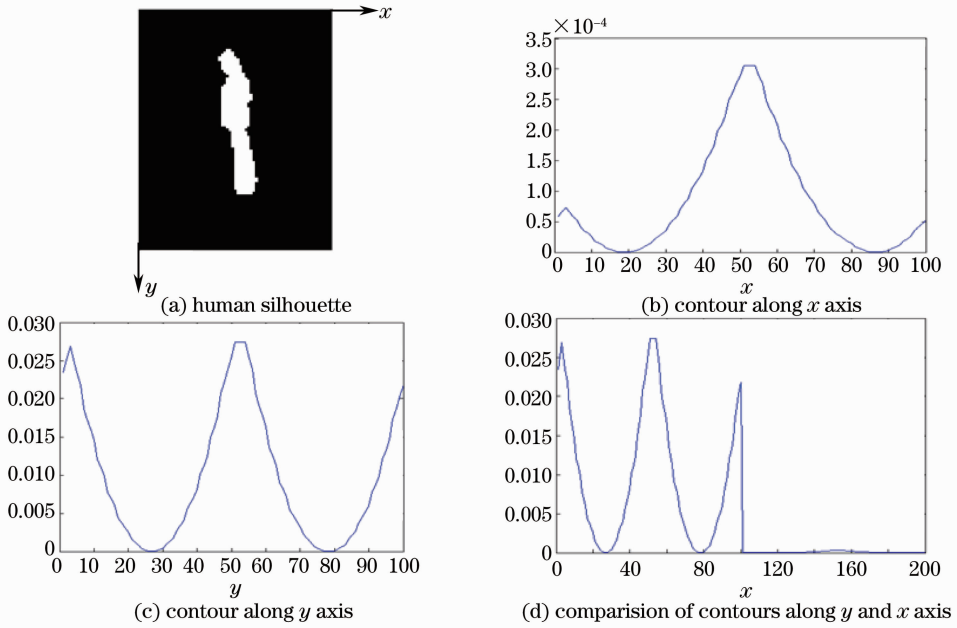 x
y
(a) human silhouette
3.5 ×10⁻⁴
3.0
2.5
2.0
1.5
1.0
0.5
0
0 10 20 30 40 50 60 70 80 90 100
x
(b) contour along x axis
0.030
0.025
0.020
0.015
0.010
0.005
0
0 10 20 30 40 50 60 70 80 90 100
y
(c) contour along y axis
0.030
0.025
0.020
0.015
0.010
0.005
0
0 40 80 120 160 200
x
(d) comparision of contours along y and x axis